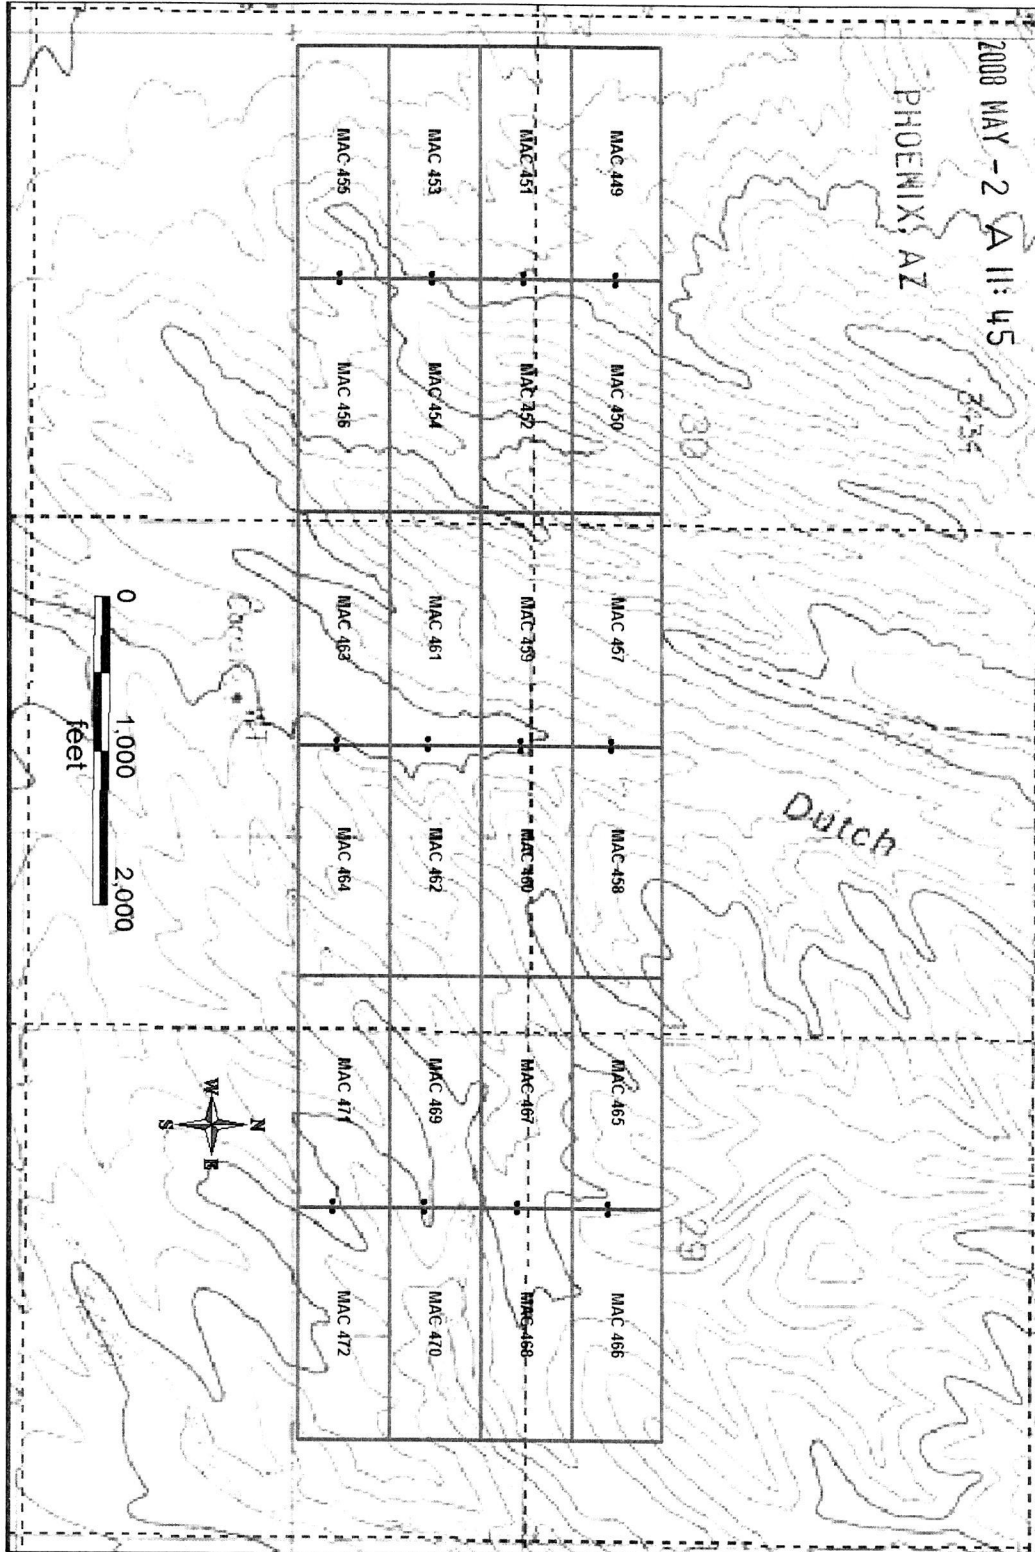 2008 MAY -2 A 11: 45
PHOENIX, AZ
3434
MAC 449
MAC 450
30
MAC 457
Dutch
MAC 458
MAC 465
29
MAC 466
MAC 451
MAC 452
MAC 459
MAC 460
MAC 467
MAC 468
MAC 453
MAC 454
MAC 461
MAC 462
MAC 469
MAC 470
MAC 455
MAC 456
MAC 463
MAC 464
MAC 471
MAC 472
0 1,000 2,000
feet
N
W E
S